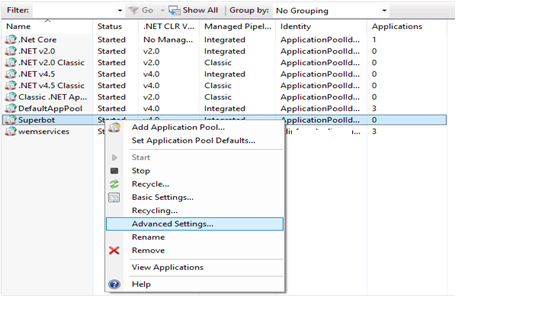 Filter: Go Show All Group by: No Grouping
Name Status .NET CLR V... Managed Pipel... Identity Applications
.Net Core Started No Manag... Integrated ApplicationPoolId... 1
.NET v2.0 Started v2.0 Integrated ApplicationPoolId... 0
.NET v2.0 Classic Started v2.0 Classic ApplicationPoolId... 0
.NET v4.5 Started v4.0 Integrated ApplicationPoolId... 0
.NET v4.5 Classic Started v4.0 Classic ApplicationPoolId... 0
Classic .NET Ap... Started v2.0 Classic ApplicationPoolId... 0
DefaultAppPool Started v4.0 Integrated ApplicationPoolId... 3
Superbot Started v4.0 Integrated ApplicationPoolId... 0
wemservices 3
Add Application Pool...
Set Application Pool Defaults...
Start
Stop
Recycle...
Basic Settings...
Recycling...
Advanced Settings...
Rename
Remove
View Applications
Help